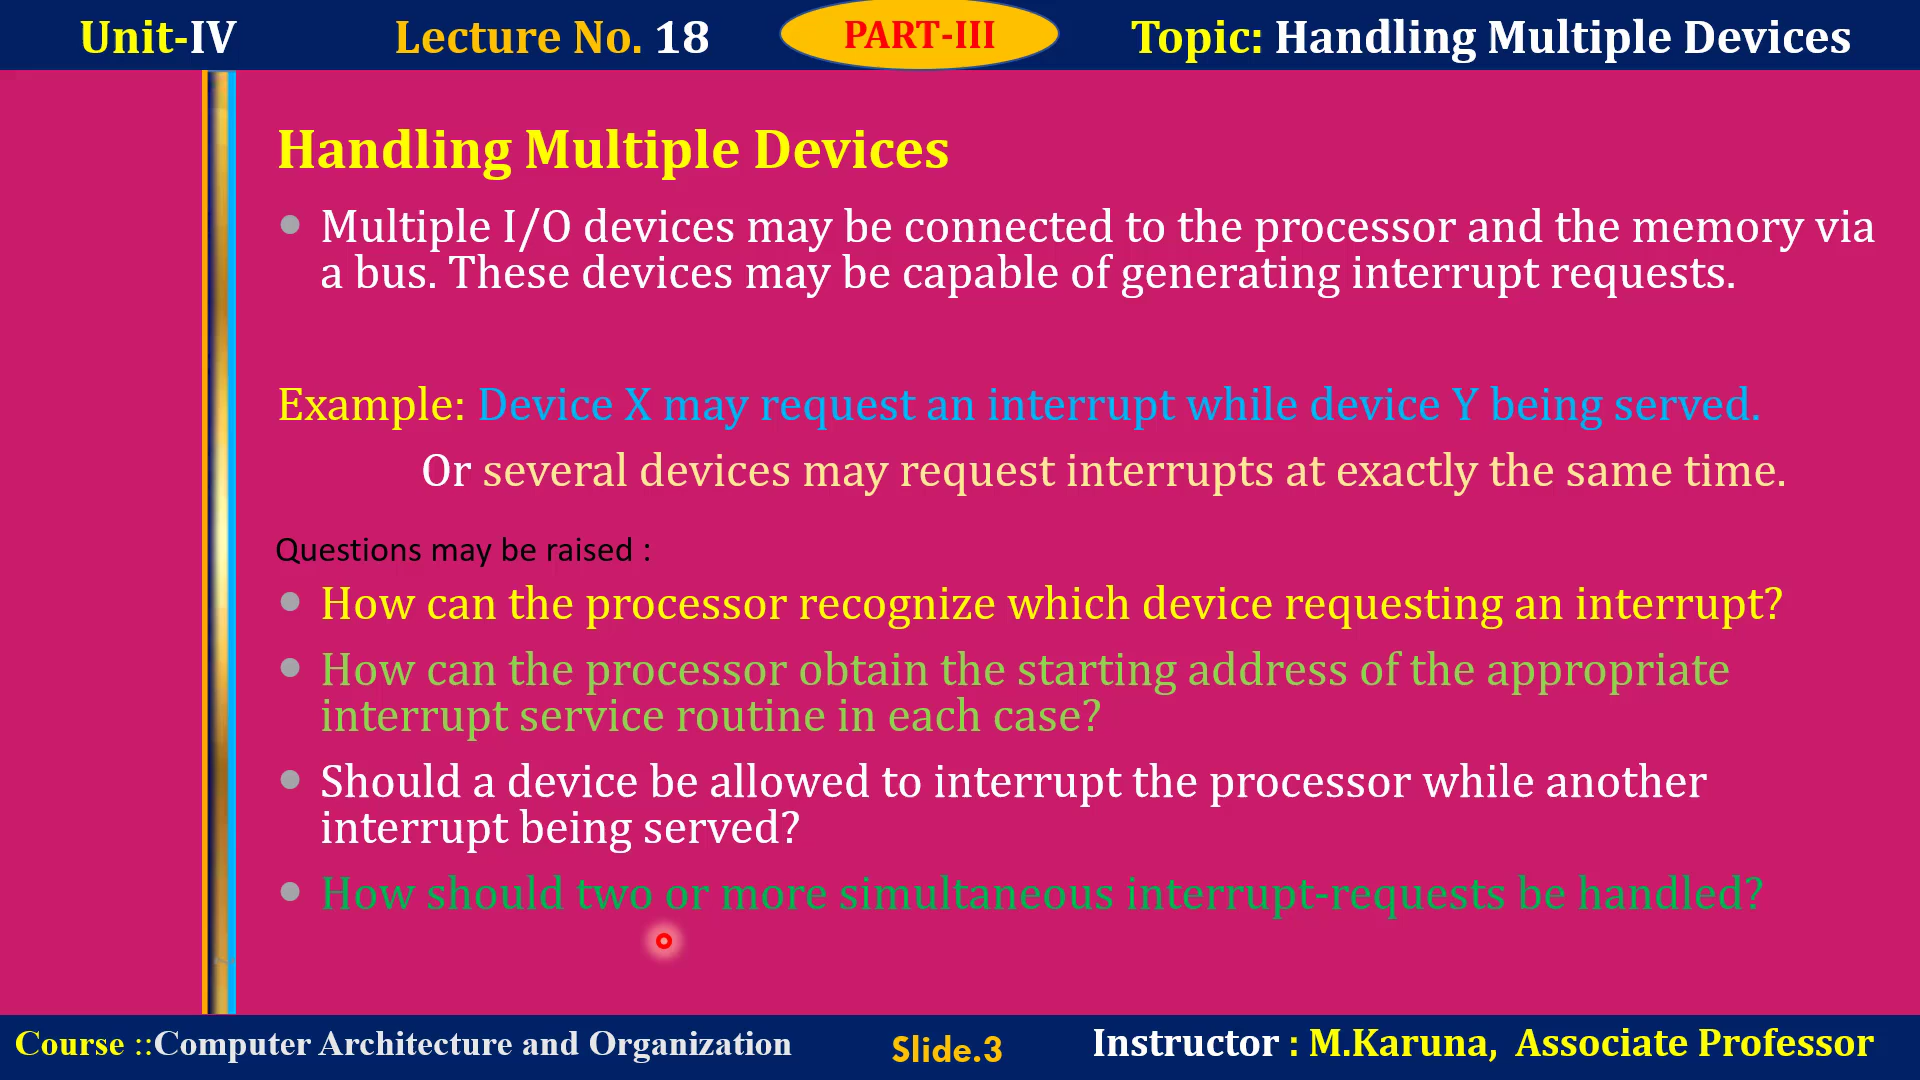 Unit-IV Lecture No. 18 PART-III Topic: Handling Multiple Devices
Handling Multiple Devices
• Multiple I/O devices may be connected to the processor and the memory via
a bus. These devices may be capable of generating interrupt requests.
Example: Device X may request an interrupt while device Y being served.
Or several devices may request interrupts at exactly the same time.
Questions may be raised :
• How can the processor recognize which device requesting an interrupt?
• How can the processor obtain the starting address of the appropriate
interrupt service routine in each case?
• Should a device be allowed to interrupt the processor while another
interrupt being served?
• How should two or more simultaneous interrupt-requests be handled?
Course ::Computer Architecture and Organization Slide.3 Instructor : M.Karuna, Associate Professor